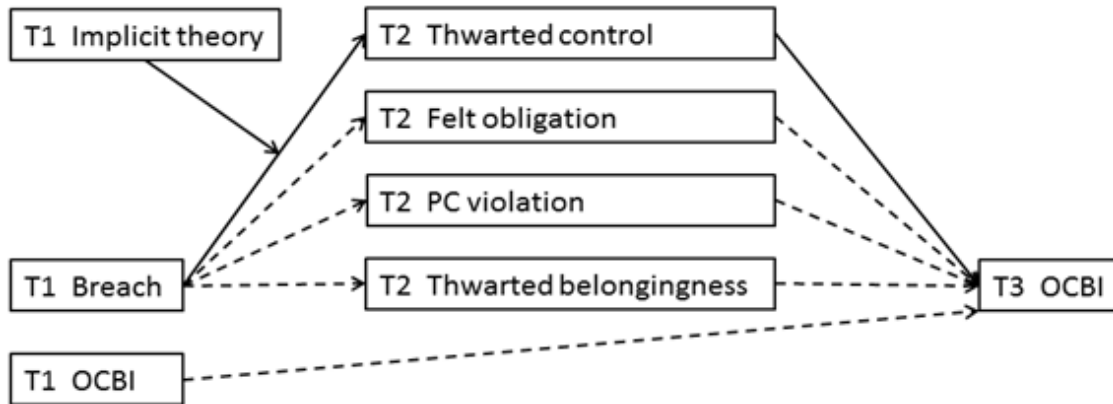 T1 Implicit theory
T2 Thwarted control
T2 Felt obligation
T2 PC violation
T1 Breach
T2 Thwarted belongingness
T3 OCBI
T1 OCBI